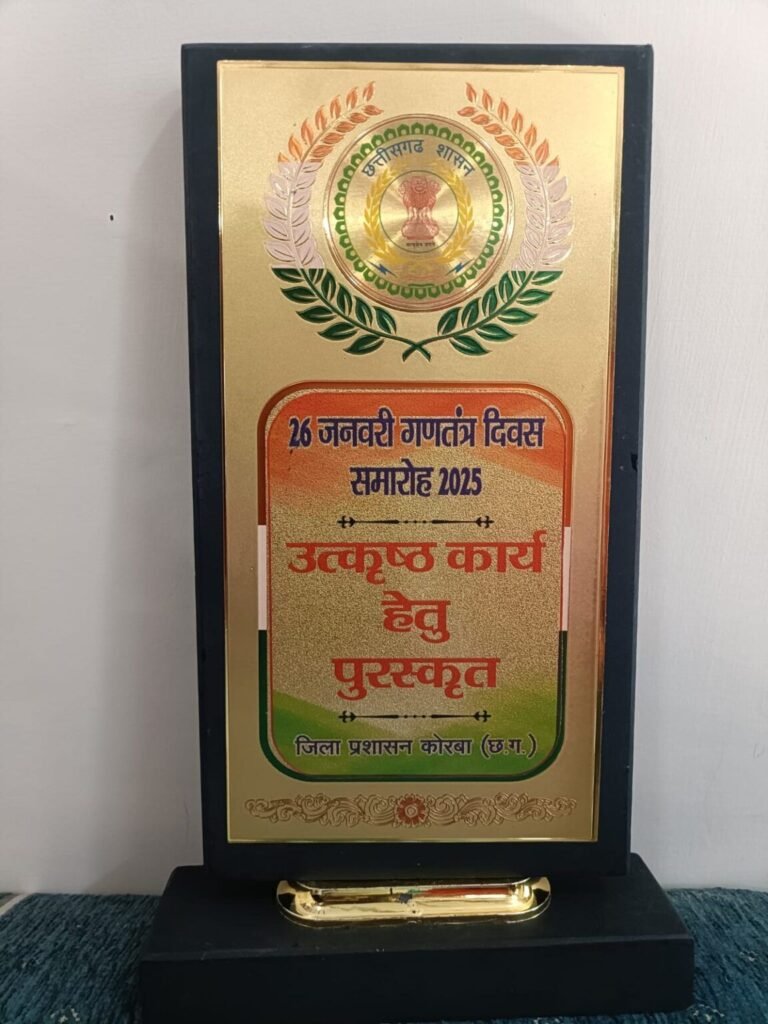 छत्तीसगढ शासन
26 जनवरी गणतंत्र दिवस
समारोह 2025
उत्कृष्ठ कार्य
हेतु
पुरस्कृत
जिला प्रशासन कोरबा (छ.ग.)